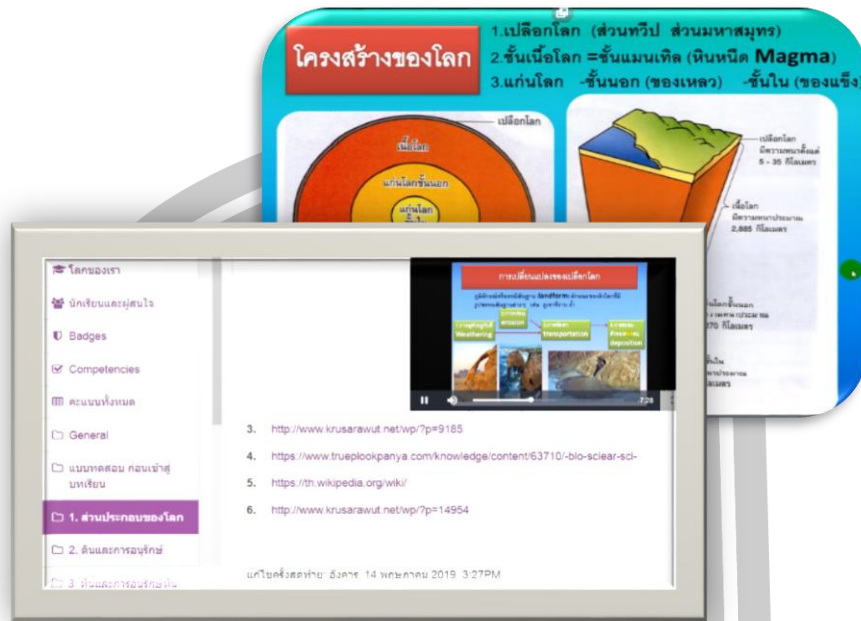 โครงสร้างของโลก
1.เปลือกโลก (ส่วนทวีป ส่วนมหาสมุทร)
2.ชั้นเนื้อโลก =ชั้นแมนเทิล (หินหนืด Magma)
3.แก่นโลก -ชั้นนอก (ของเหลว) -ชั้นใน (ของแข็ง)
เปลือกโลก
เนื้อโลก
แก่นโลกชั้นนอก
แก่นโลก
เปลือกโลก
มีความหนาตั้งแต่
5 - 35 กิโลเมตร
เนื้อโลก
มีความหนาประมาณ
2,885 กิโลเมตร
โลกของเรา
นักเรียนและผู้สนใจ
Badges
Competencies
คะแนนทั้งหมด
General
แบบทดสอบ ก่อนเข้าสู่
บทเรียน
1. ส่วนประกอบของโลก
2. ดินและการอนุรักษ์
การเปลี่ยนแปลงของเปลือกโลก
landform
erosion
Weathering
transportation
deposition
-7:28
3. http://www.krusarawut.net/wp/?p=9185
4. https://www.trueplookpanya.com/knowledge/content/63710/-blo-sciear-sci-
5. https://th.wikipedia.org/wiki/
6. http://www.krusarawut.net/wp/?p=14954
แก้ไขครั้งสุดท้าย: อังคาร, 14 พฤษภาคม 2019, 3:27PM